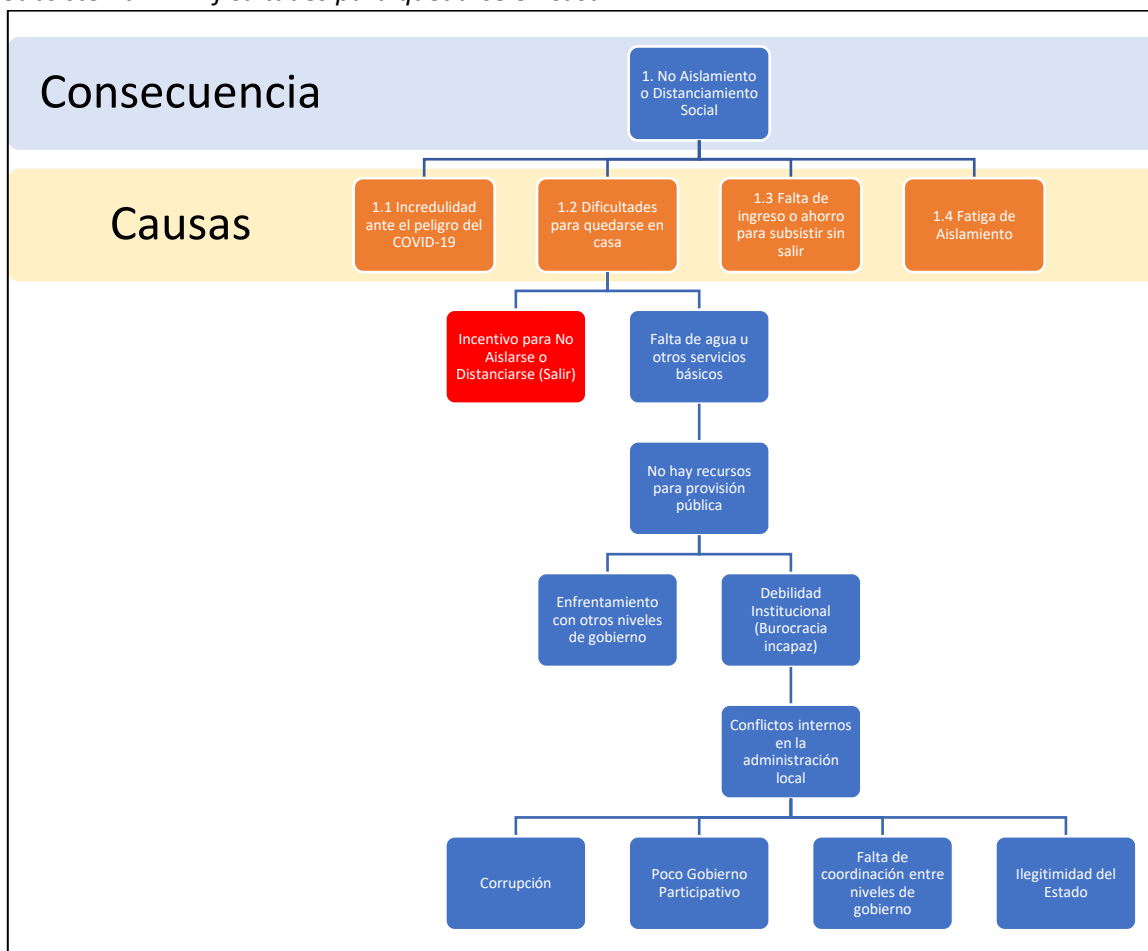 Consecuencia
1. No Aislamiento
o Distanciamiento
Social
Causas
1.1 Incredulidad
ante el peligro del
COVID-19
1.2 Dificultades
para quedarse en
casa
1.3 Falta de
ingreso o ahorro
para subsistir sin
salir
1.4 Fatiga de
Aislamiento
Incentivo para No
Aislarse o
Distanciarse (Salir)
Falta de agua u
otros servicios
básicos
No hay recursos
para provisión
pública
Enfrentamiento
con otros niveles
de gobierno
Debilidad
Institucional
(Burocracia
incapaz)
Conflictos internos
en la
administración
local
Corrupción
Poco Gobierno
Participativo
Falta de
coordinación entre
niveles de
gobierno
Ilegitimidad del
Estado